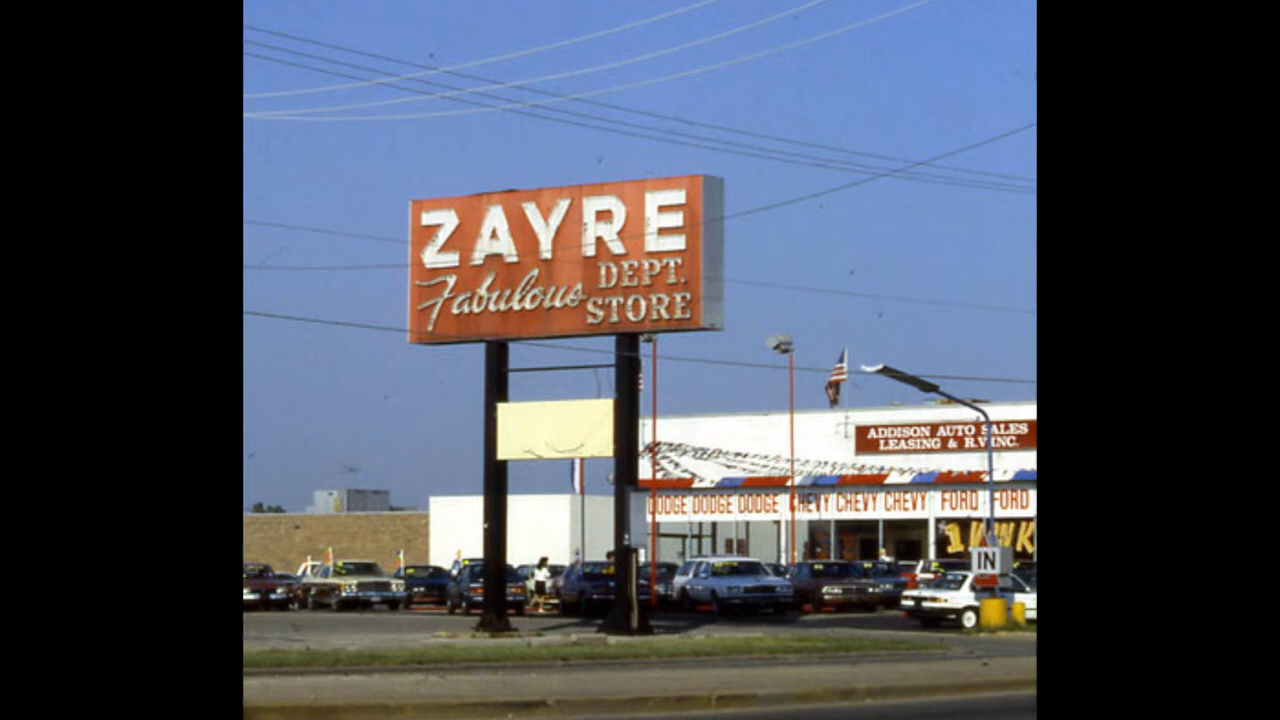 ZAYRE
Fabulous DEPT.
STORE
ADDISON AUTO SALES
LEASING & R.V. INC.
DODGE DODGE DODGE CHEVY CHEVY CHEVY FORD FORD
IN